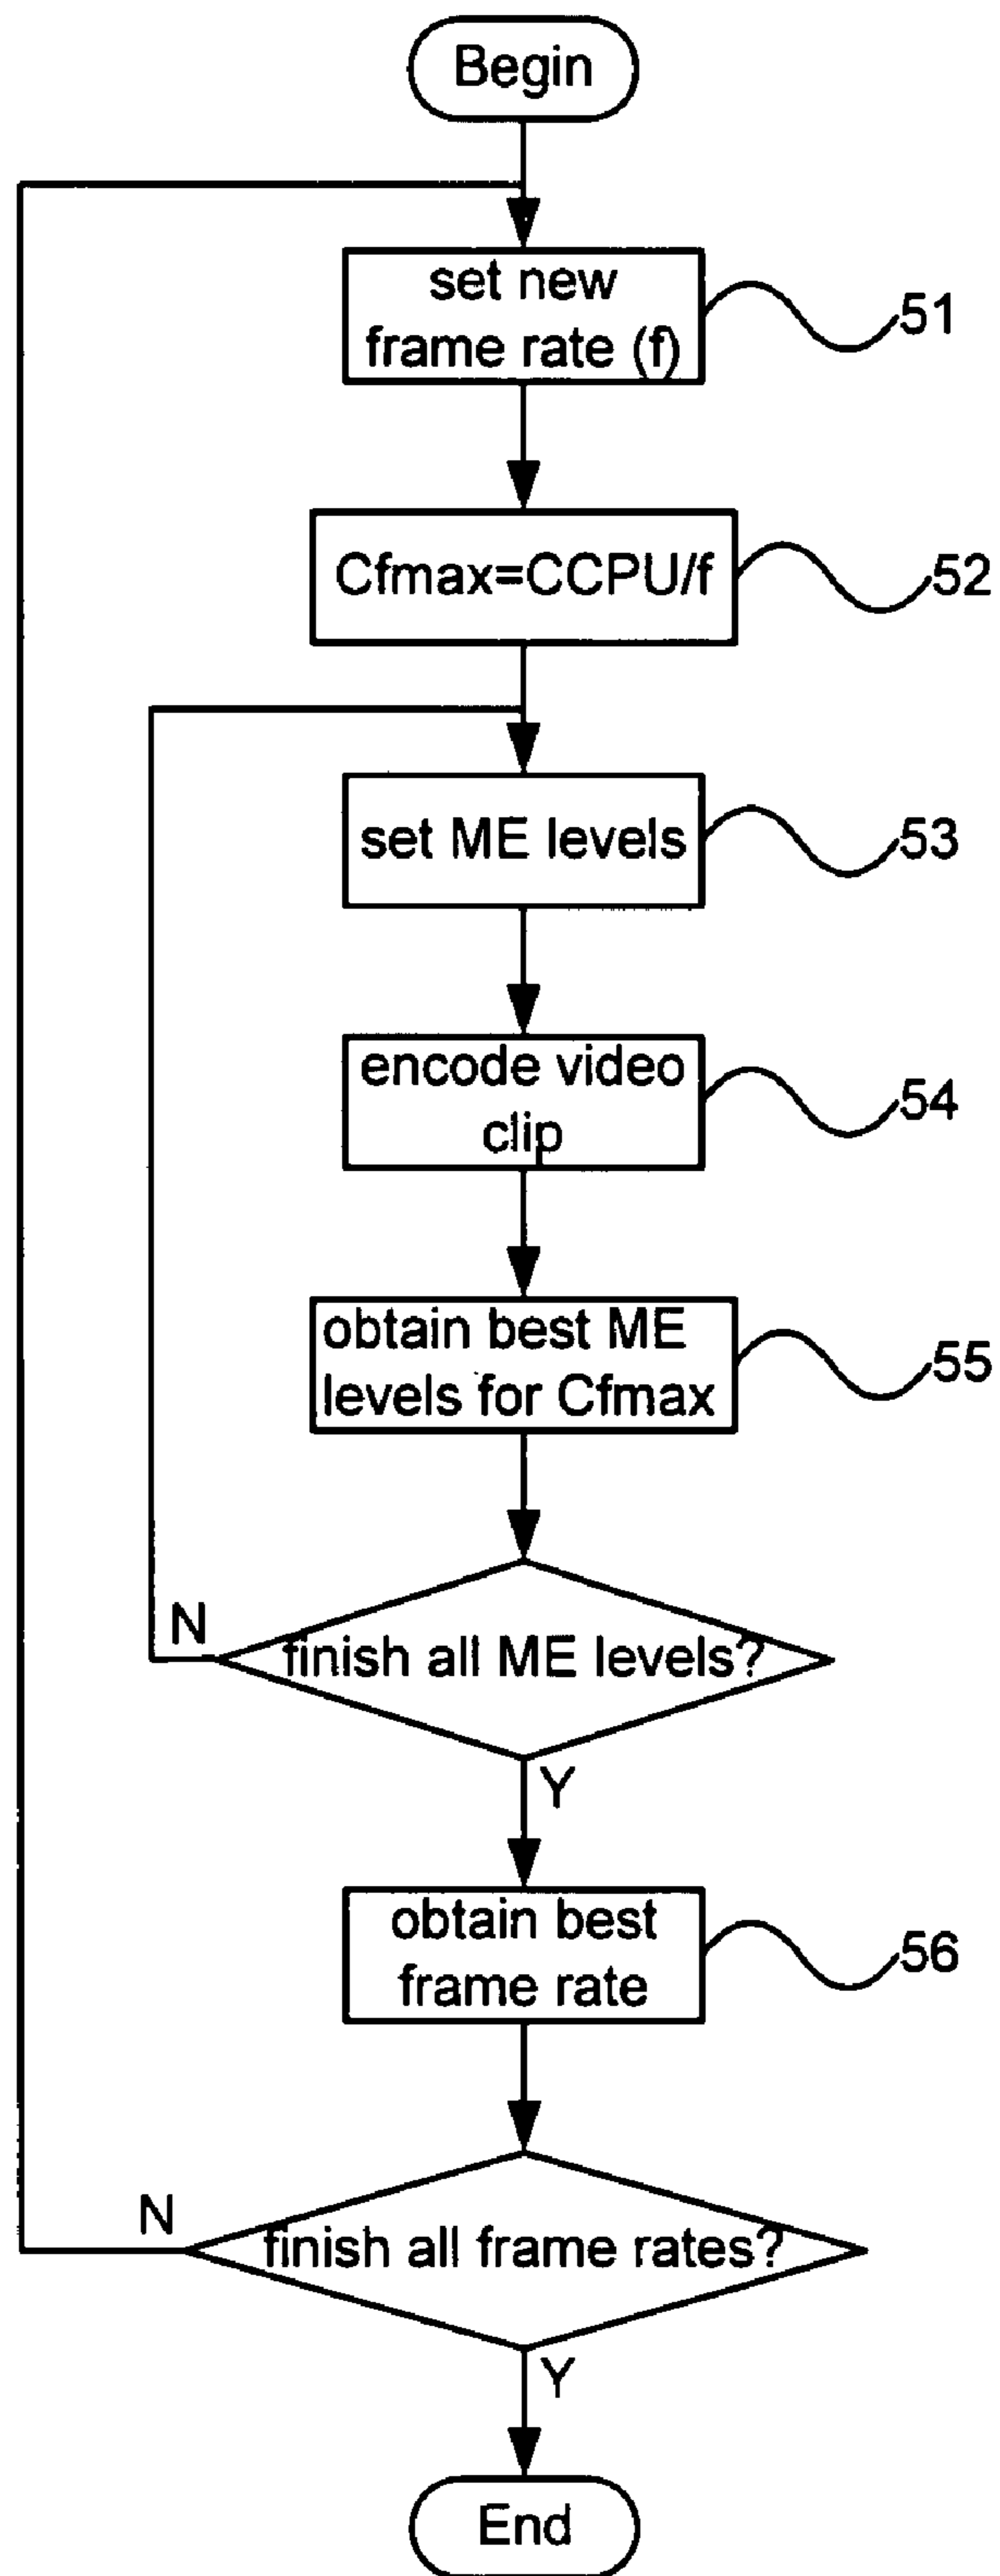 Begin
set new
frame rate (f)
51
Cfmax=CCPU/f
52
set ME levels
53
encode video
clip
54
obtain best ME
levels for Cfmax
55
finish all ME levels?
N
Y
obtain best
frame rate
56
finish all frame rates?
N
Y
End